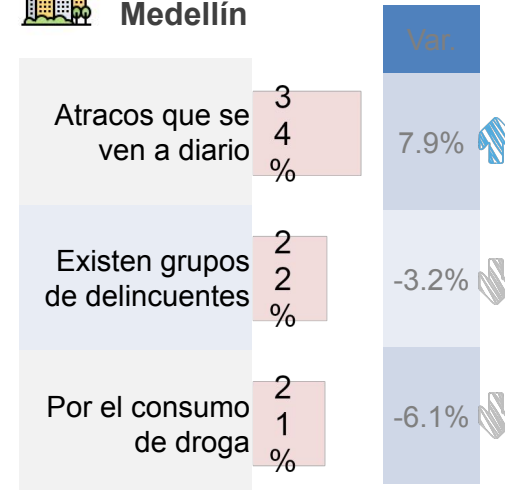 Medellín
Var.
Atracos que se
ven a diario
3
4
%
7.9%
Existen grupos
de delincuentes
2
2
%
-3.2%
Por el consumo
de droga
2
1
%
-6.1%